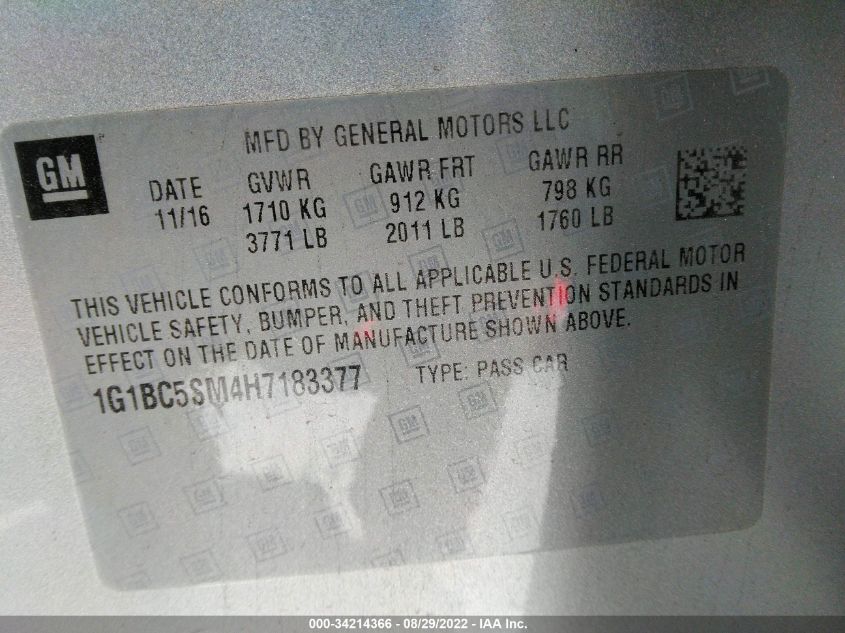 MFD BY GENERAL MOTORS LLC
GM
DATE GVWR GAWR FRT GAWR RR
11/16 1710 KG 912 KG 798 KG
3771 LB 2011 LB 1760 LB
THIS VEHICLE CONFORMS TO ALL APPLICABLE U.S. FEDERAL MOTOR
VEHICLE SAFETY, BUMPER, AND THEFT PREVENTION STANDARDS IN
EFFECT ON THE DATE OF MANUFACTURE SHOWN ABOVE.
1G1BC5SM4H7183377 TYPE: PASS CAR
000-34214366 - 08/29/2022 - IAA Inc.